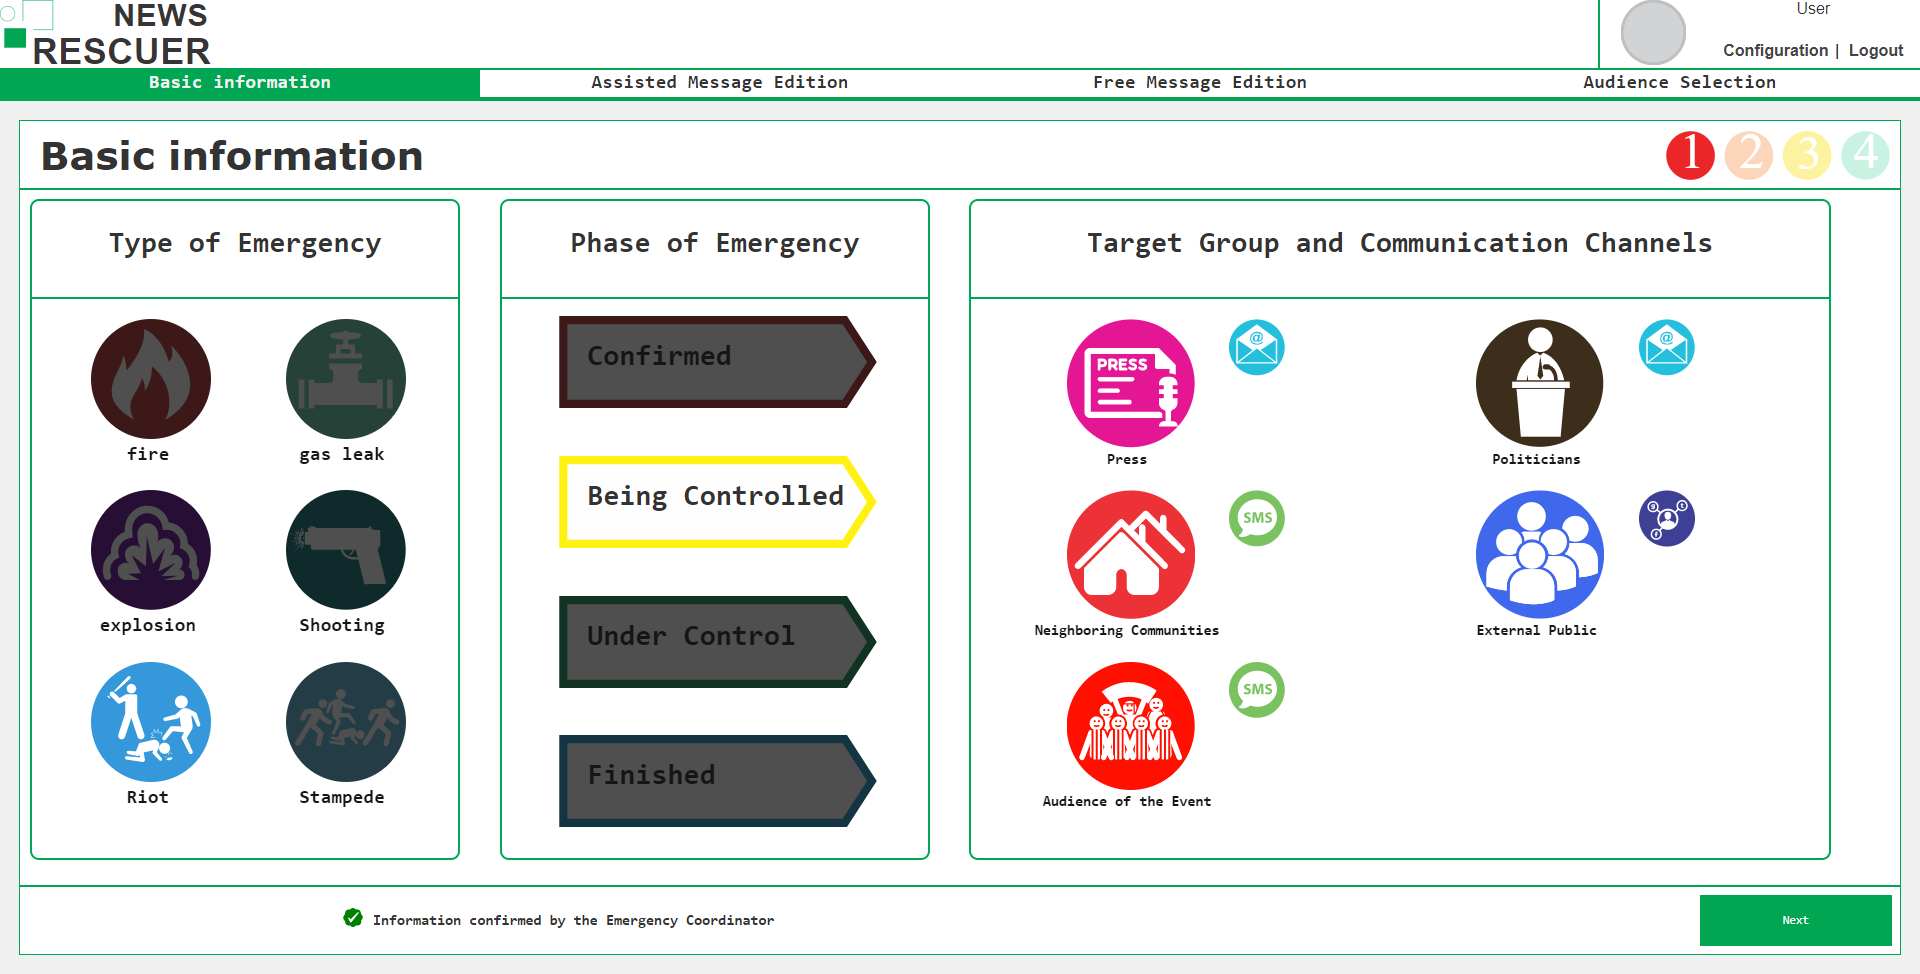 NEWS
RESCUER
User
Configuration | Logout
Basic information
Assisted Message Edition
Free Message Edition
Audience Selection
Basic information
1 2 3 4
Type of Emergency
fire
gas leak
explosion
Shooting
Riot
Stampede
Phase of Emergency
Confirmed
Being Controlled
Under Control
Finished
Target Group and Communication Channels
PRESS
Press
@
Politicians
@
Neighboring Communities
SMS
External Public
Audience of the Event
SMS
Information confirmed by the Emergency Coordinator
Next